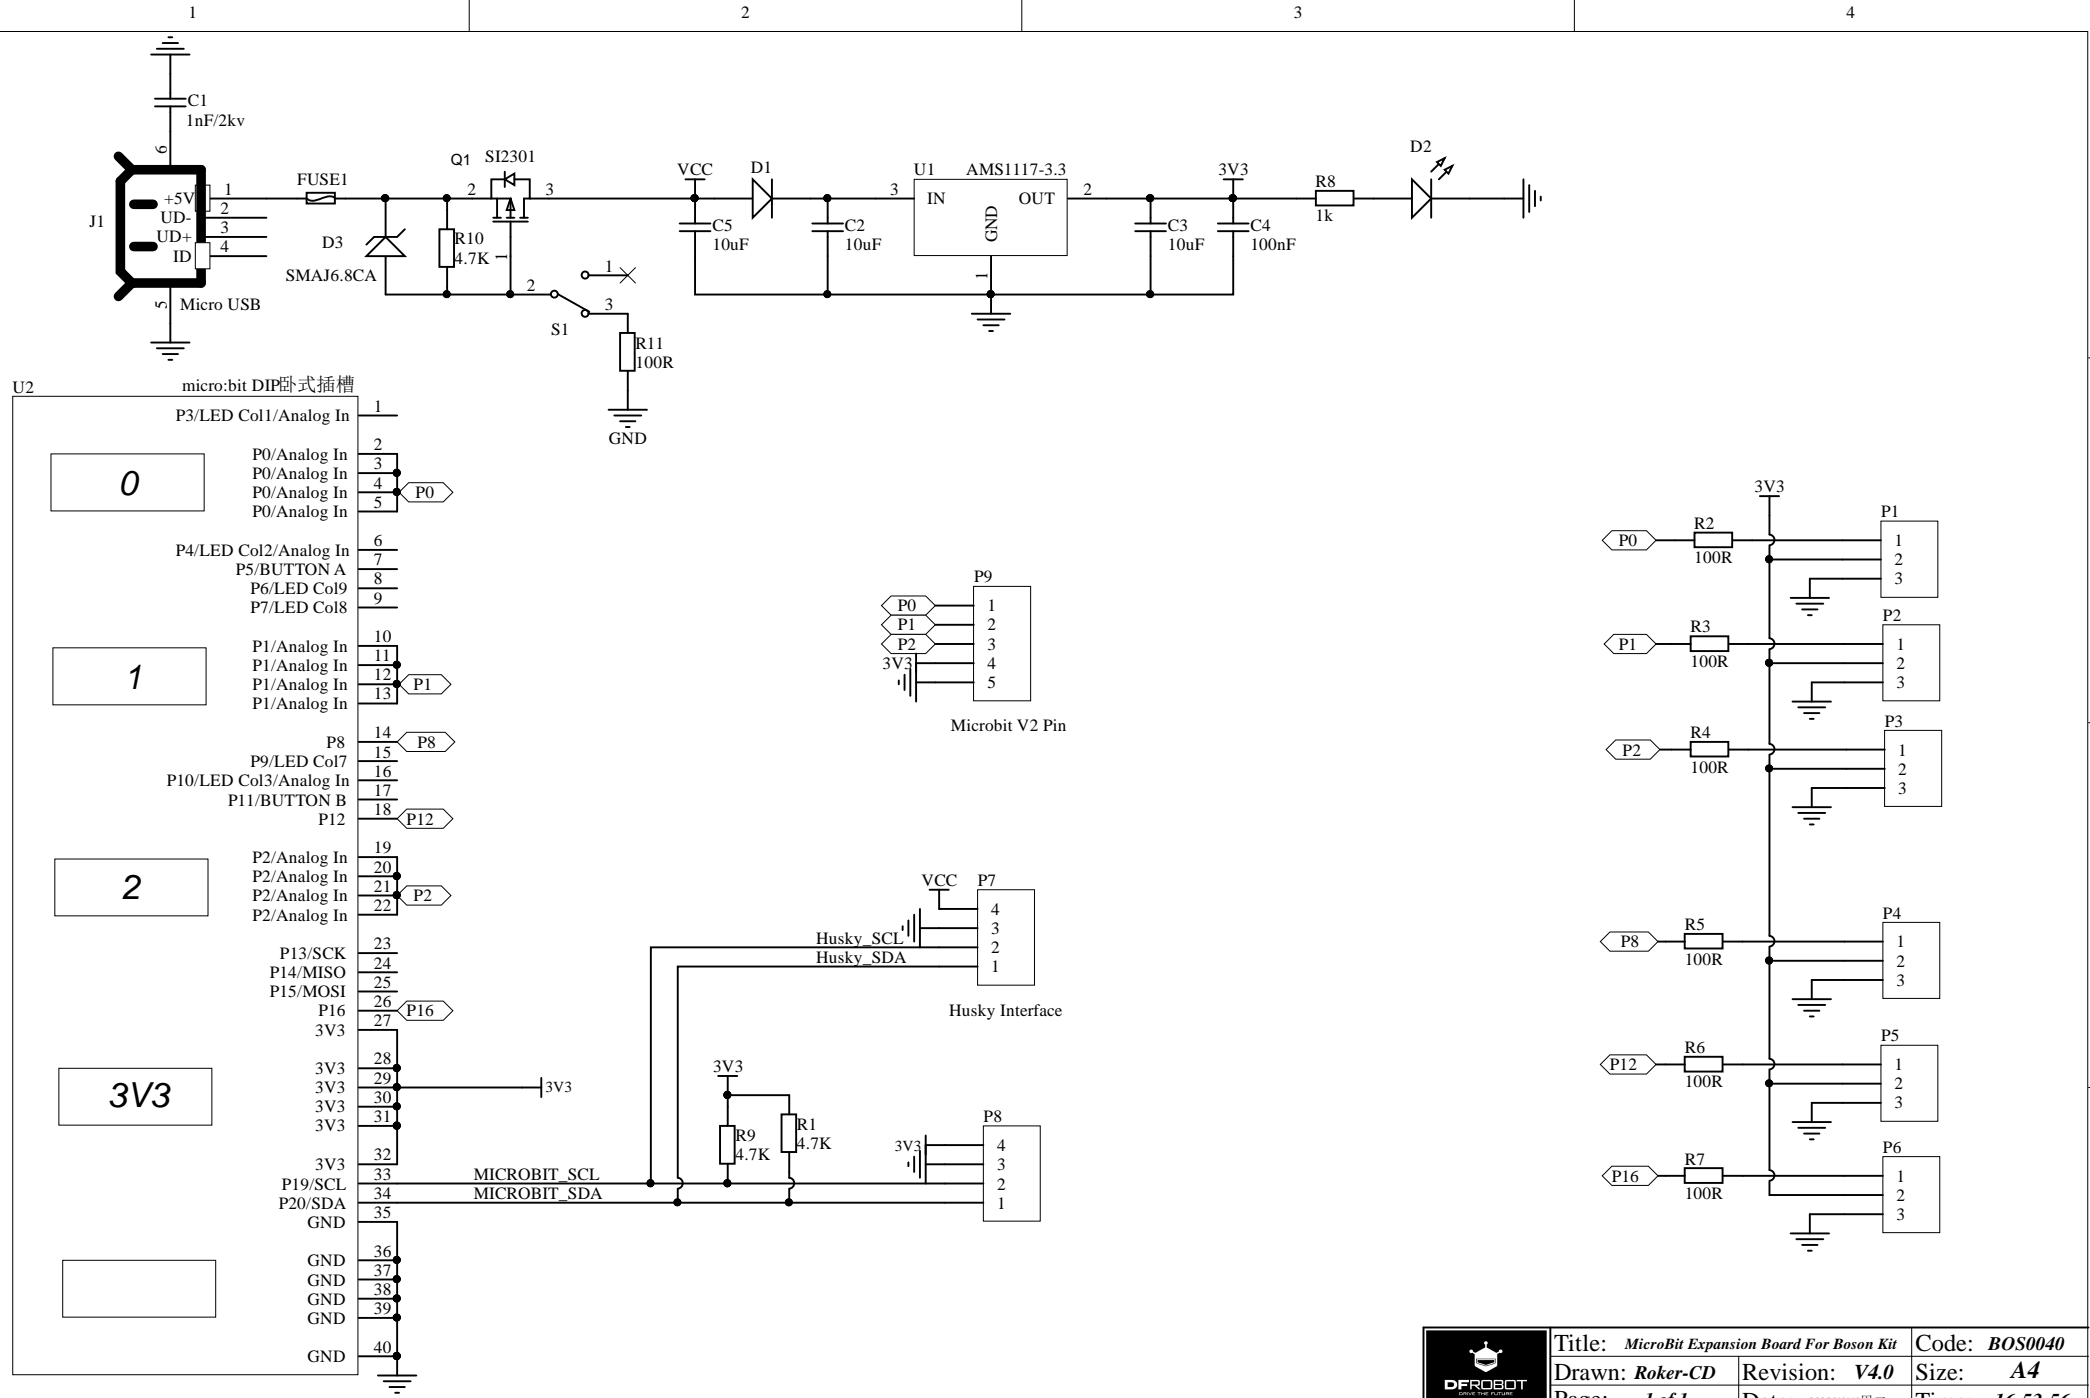 1 2 3 4
C1
1nF/2kv
6
J1
+5V 1
UD- 2
UD+ 3
ID 4
5
Micro USB
FUSE1
D3
SMAJ6.8CA
Q1 SI2301
2 3
R10
4.7K
1
2
1
3
S1
R11
100R
GND
VCC
C5
10uF
D1
C2
10uF
U1 AMS1117-3.3
3 IN OUT 2
GND
1
3V3
C3
10uF
C4
100nF
R8
1k
D2
U2 micro:bit DIP卧式插槽
P3/LED Col1/Analog In 1
0
P0/Analog In 2
P0/Analog In 3
P0/Analog In 4 P0
P0/Analog In 5
P4/LED Col2/Analog In 6
P5/BUTTON A 7
P6/LED Col9 8
P7/LED Col8 9
1
P1/Analog In 10
P1/Analog In 11
P1/Analog In 12 P1
P1/Analog In 13
P8 14 P8
P9/LED Col7 15
P10/LED Col3/Analog In 16
P11/BUTTON B 17
P12 18 P12
2
P2/Analog In 19
P2/Analog In 20
P2/Analog In 21 P2
P2/Analog In 22
P13/SCK 23
P14/MISO 24
P15/MOSI 25
P16 26 P16
3V3 27
3V3
3V3 28
3V3 29 3V3
3V3 30
3V3 31
3V3 32
P19/SCL 33 MICROBIT_SCL
P20/SDA 34 MICROBIT_SDA
GND 35
GND 36
GND 37
GND 38
GND 39
GND 40
P9
P0 1
P1 2
P2 3
3V3 4
5
Microbit V2 Pin
VCC P7
4
3
Husky_SCL 2
Husky_SDA 1
Husky Interface
3V3
R9
4.7K
R1
4.7K
P8
3V3 4
3
2
1
3V3
P0 R2
100R
P1
1
2
3
P1 R3
100R
P2
1
2
3
P2 R4
100R
P3
1
2
3
P8 R5
100R
P4
1
2
3
P12 R6
100R
P5
1
2
3
P16 R7
100R
P6
1
2
3
DFROBOT
DRIVE THE FUTURE
Title: MicroBit Expansion Board For Boson Kit Code: BOS0040
Drawn: Roker-CD Revision: V4.0 Size: A4